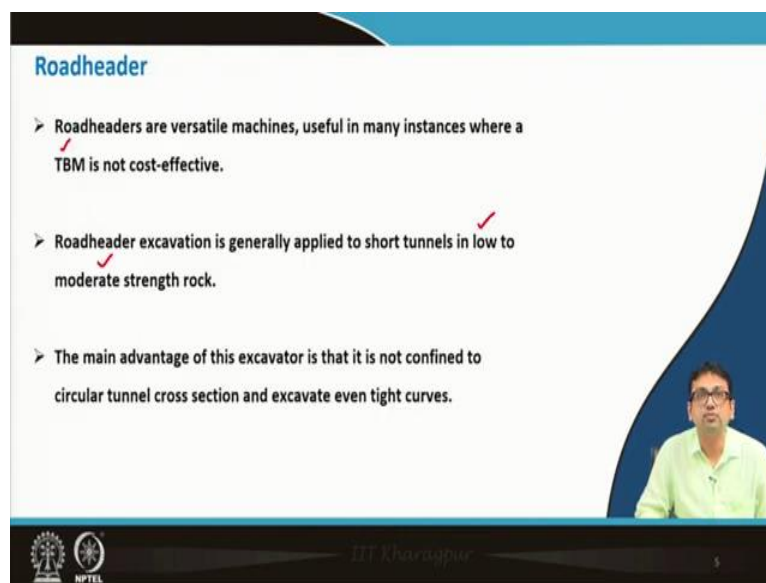 Roadheader
➤ Roadheaders are versatile machines, useful in many instances where a
TBM is not cost-effective.
➤ Roadheader excavation is generally applied to short tunnels in low to
moderate strength rock.
➤ The main advantage of this excavator is that it is not confined to
circular tunnel cross section and excavate even tight curves.
NPTEL
IIT Kharagpur
5